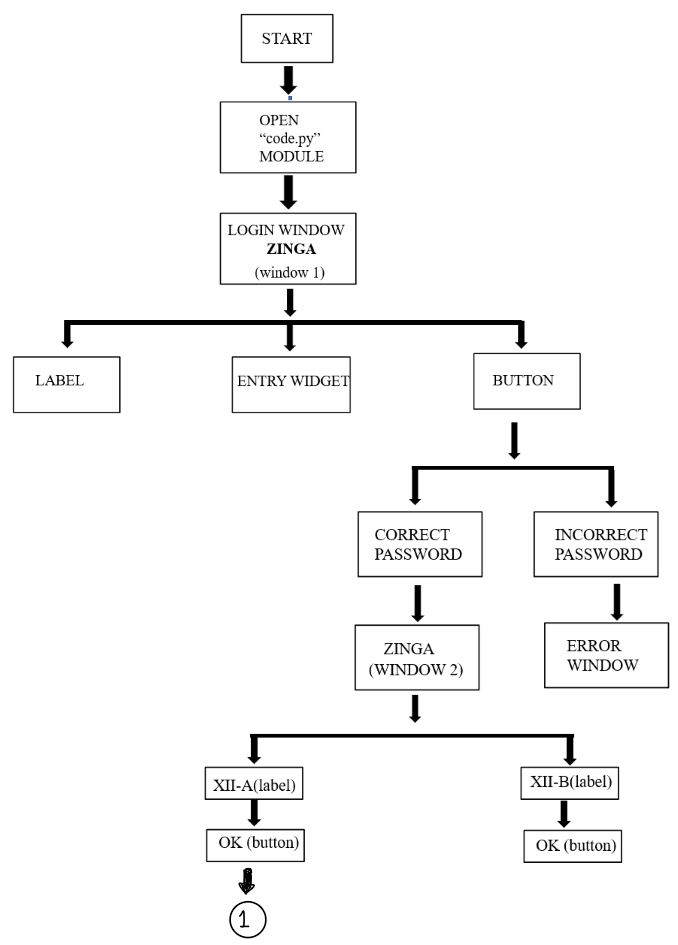 START
OPEN
“code.py”
MODULE
LOGIN WINDOW
ZINGA
(window 1)
LABEL
ENTRY WIDGET
BUTTON
CORRECT
PASSWORD
INCORRECT
PASSWORD
ZINGA
(WINDOW 2)
ERROR
WINDOW
XII-A(label)
XII-B(label)
OK (button)
OK (button)
1